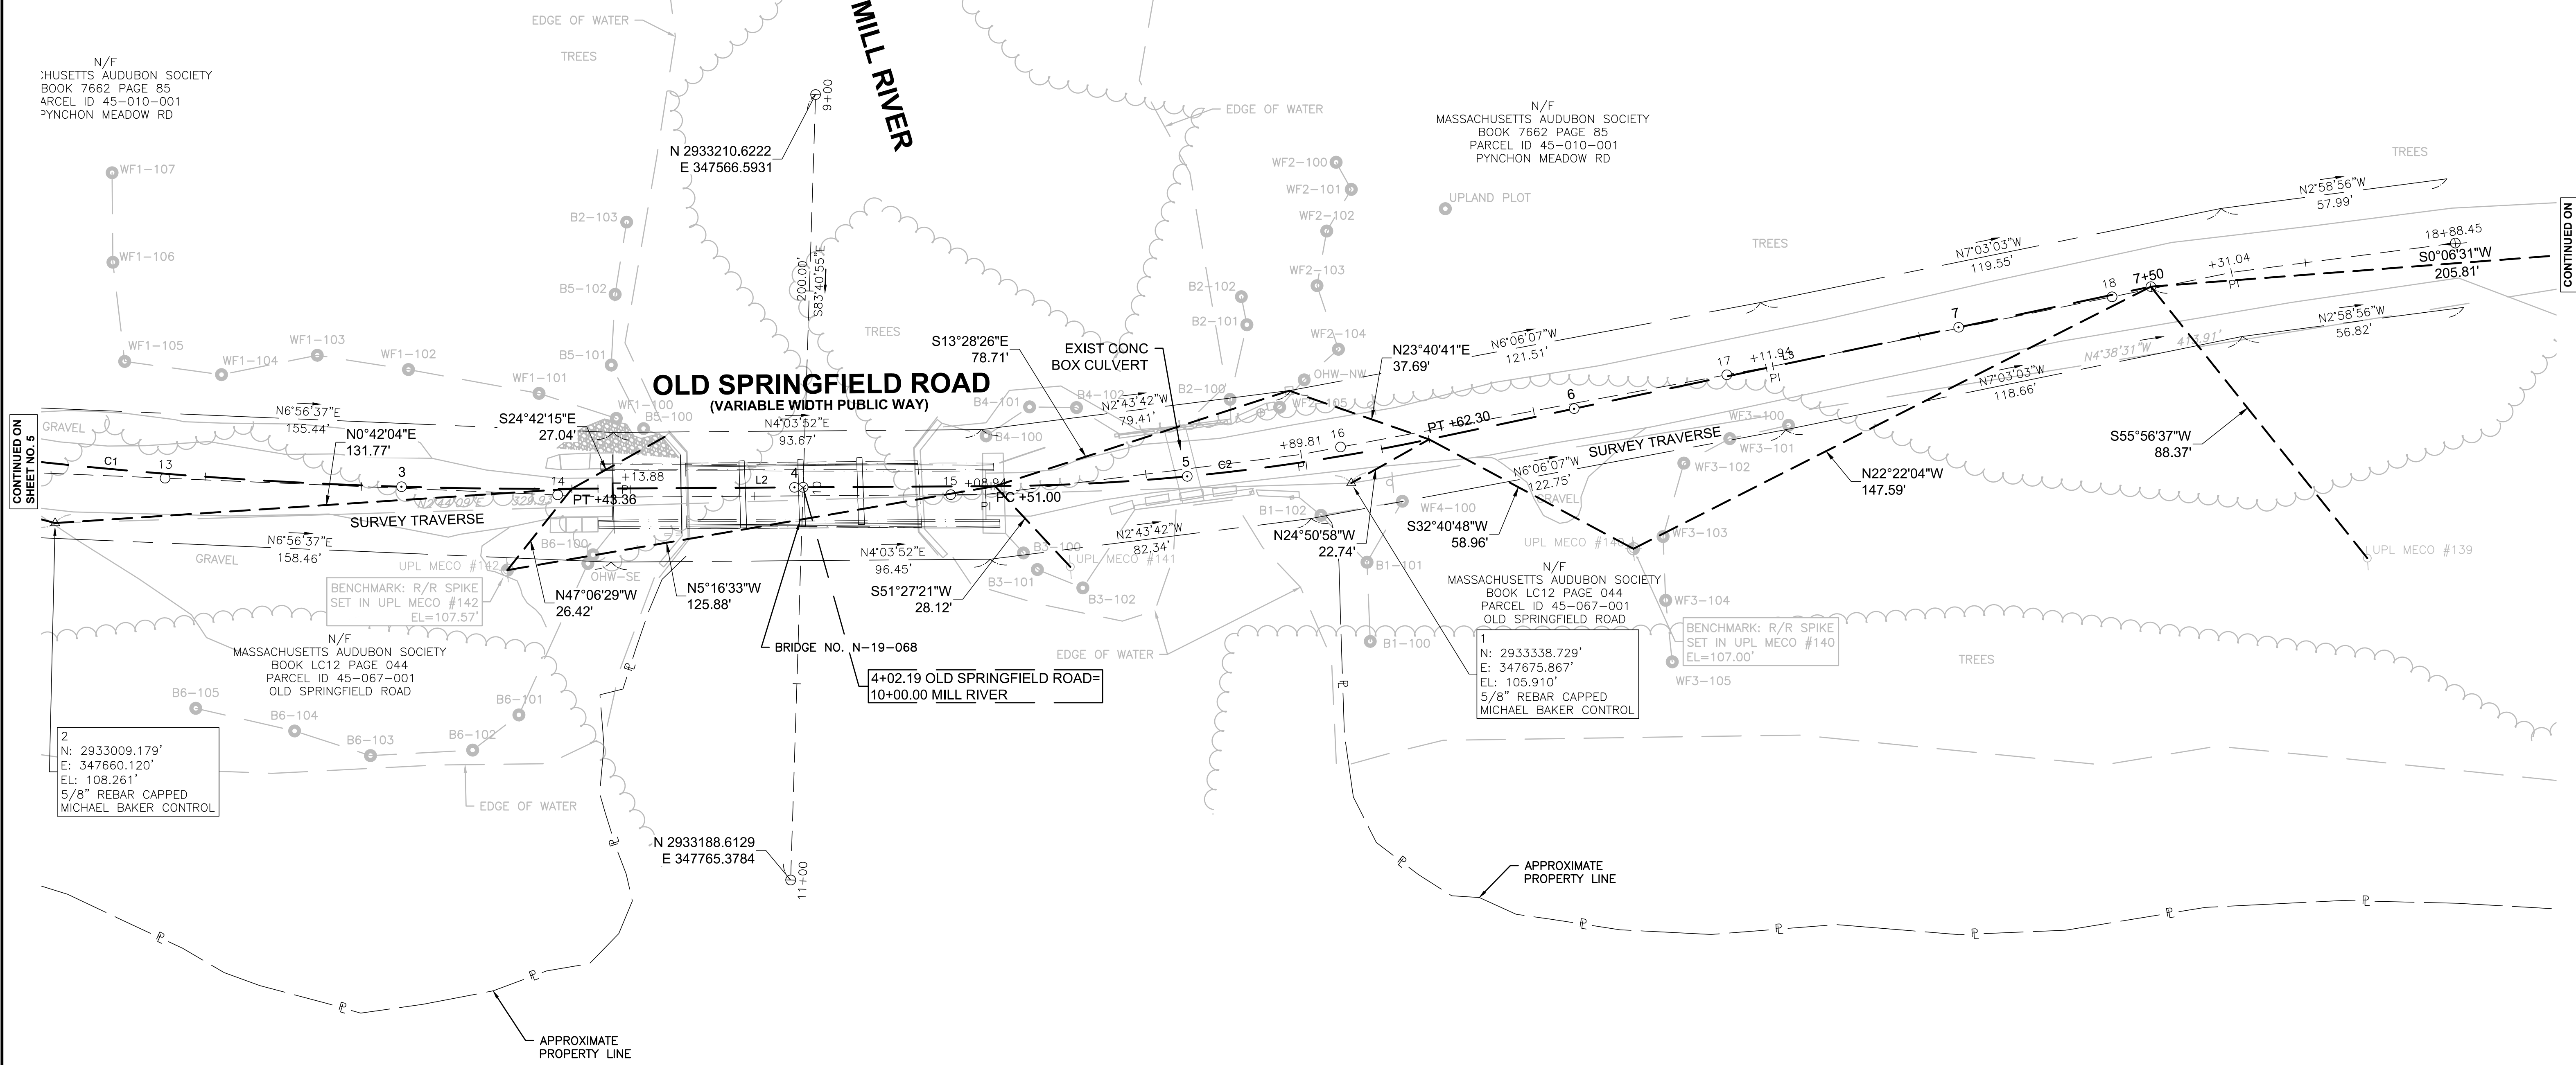 EDGE OF WATER
TREES
MILL RIVER
N/F
CHUSETTS AUDUBON SOCIETY
BOOK 7662 PAGE 85
ARCEL ID 45-010-001
PYNCHON MEADOW RD
9+00
N 2933210.6222
E 347566.5931
EDGE OF WATER
N/F
MASSACHUSETTS AUDUBON SOCIETY
BOOK 7662 PAGE 85
PARCEL ID 45-010-001
PYNCHON MEADOW RD
TREES
WF1-107
WF1-106
WF1-105
WF1-104
WF1-103
WF1-102
WF1-101
WF1-100
B2-103
B5-102
B5-101
B5-100
200.00'
S83°40'55"E
TREES
WF2-100
WF2-101
WF2-102
WF2-103
WF2-104
WF2-105
OHW-NW
UPLAND PLOT
B2-102
B2-101
B2-100
TREES
N2°58'56"W
57.99'
N7°03'03"W
119.55'
18+88.45
S0°06'31"W
205.81'
CONTINUED ON
+31.04
PI
18
7+50
7
N2°58'56"W
56.82'
N4°38'31"W 413.91'
N7°03'03"W
118.66'
OLD SPRINGFIELD ROAD
(VARIABLE WIDTH PUBLIC WAY)
S13°28'26"E
78.71'
EXIST CONC
BOX CULVERT
N23°40'41"E
37.69'
N6°06'07"W
121.51'
17
+11.94
PI
L3
6
PT +62.30
B4-101
B4-102
B4-100
N2°43'42"W
79.41'
N4°03'52"E
93.67'
CONTINUED ON
SHEET NO. 5
GRAVEL
N6°56'37"E
155.44'
N0°42'04"E
131.77'
S24°42'15"E
27.04'
C1
13
3
14
PT +43.36
+13.88
PI
L2
4
10
15
+08.94
PI
PC +51.00
5
C2
+89.81
PI
16
SURVEY TRAVERSE
SURVEY TRAVERSE
WF3-100
WF3-101
WF3-102
WF3-103
WF3-104
WF3-105
S55°56'37"W
88.37'
N22°22'04"W
147.59'
N6°06'07"W
122.75'
GRAVEL
WF4-100
S32°40'48"W
58.96'
N24°50'58"W
22.74'
B1-102
B1-101
B1-100
N2°43'42"W
82.34'
N4°03'52"E
96.45'
S51°27'21"W
28.12'
B3-100
B3-101
B3-102
UPL MECO #141
UPL MECO #139
N6°56'37"E
158.46'
GRAVEL
UPL MECO #142
B6-100
OHW-SE
BENCHMARK: R/R SPIKE
SET IN UPL MECO #142
EL=107.57'
N47°06'29"W
26.42'
N5°16'33"W
125.88'
N/F
MASSACHUSETTS AUDUBON SOCIETY
BOOK LC12 PAGE 044
PARCEL ID 45-067-001
OLD SPRINGFIELD ROAD
BRIDGE NO. N-19-068
4+02.19 OLD SPRINGFIELD ROAD=
10+00.00 MILL RIVER
EDGE OF WATER
N/F
MASSACHUSETTS AUDUBON SOCIETY
BOOK LC12 PAGE 044
PARCEL ID 45-067-001
OLD SPRINGFIELD ROAD
1
N: 2933338.729'
E: 347675.867'
EL: 105.910'
5/8" REBAR CAPPED
MICHAEL BAKER CONTROL
BENCHMARK: R/R SPIKE
SET IN UPL MECO #140
EL=107.00'
TREES
B6-105
B6-104
B6-103
B6-102
B6-101
2
N: 2933009.179'
E: 347660.120'
EL: 108.261'
5/8" REBAR CAPPED
MICHAEL BAKER CONTROL
EDGE OF WATER
N 2933188.6129
E 347765.3784
11+00
APPROXIMATE
PROPERTY LINE
APPROXIMATE
PROPERTY LINE